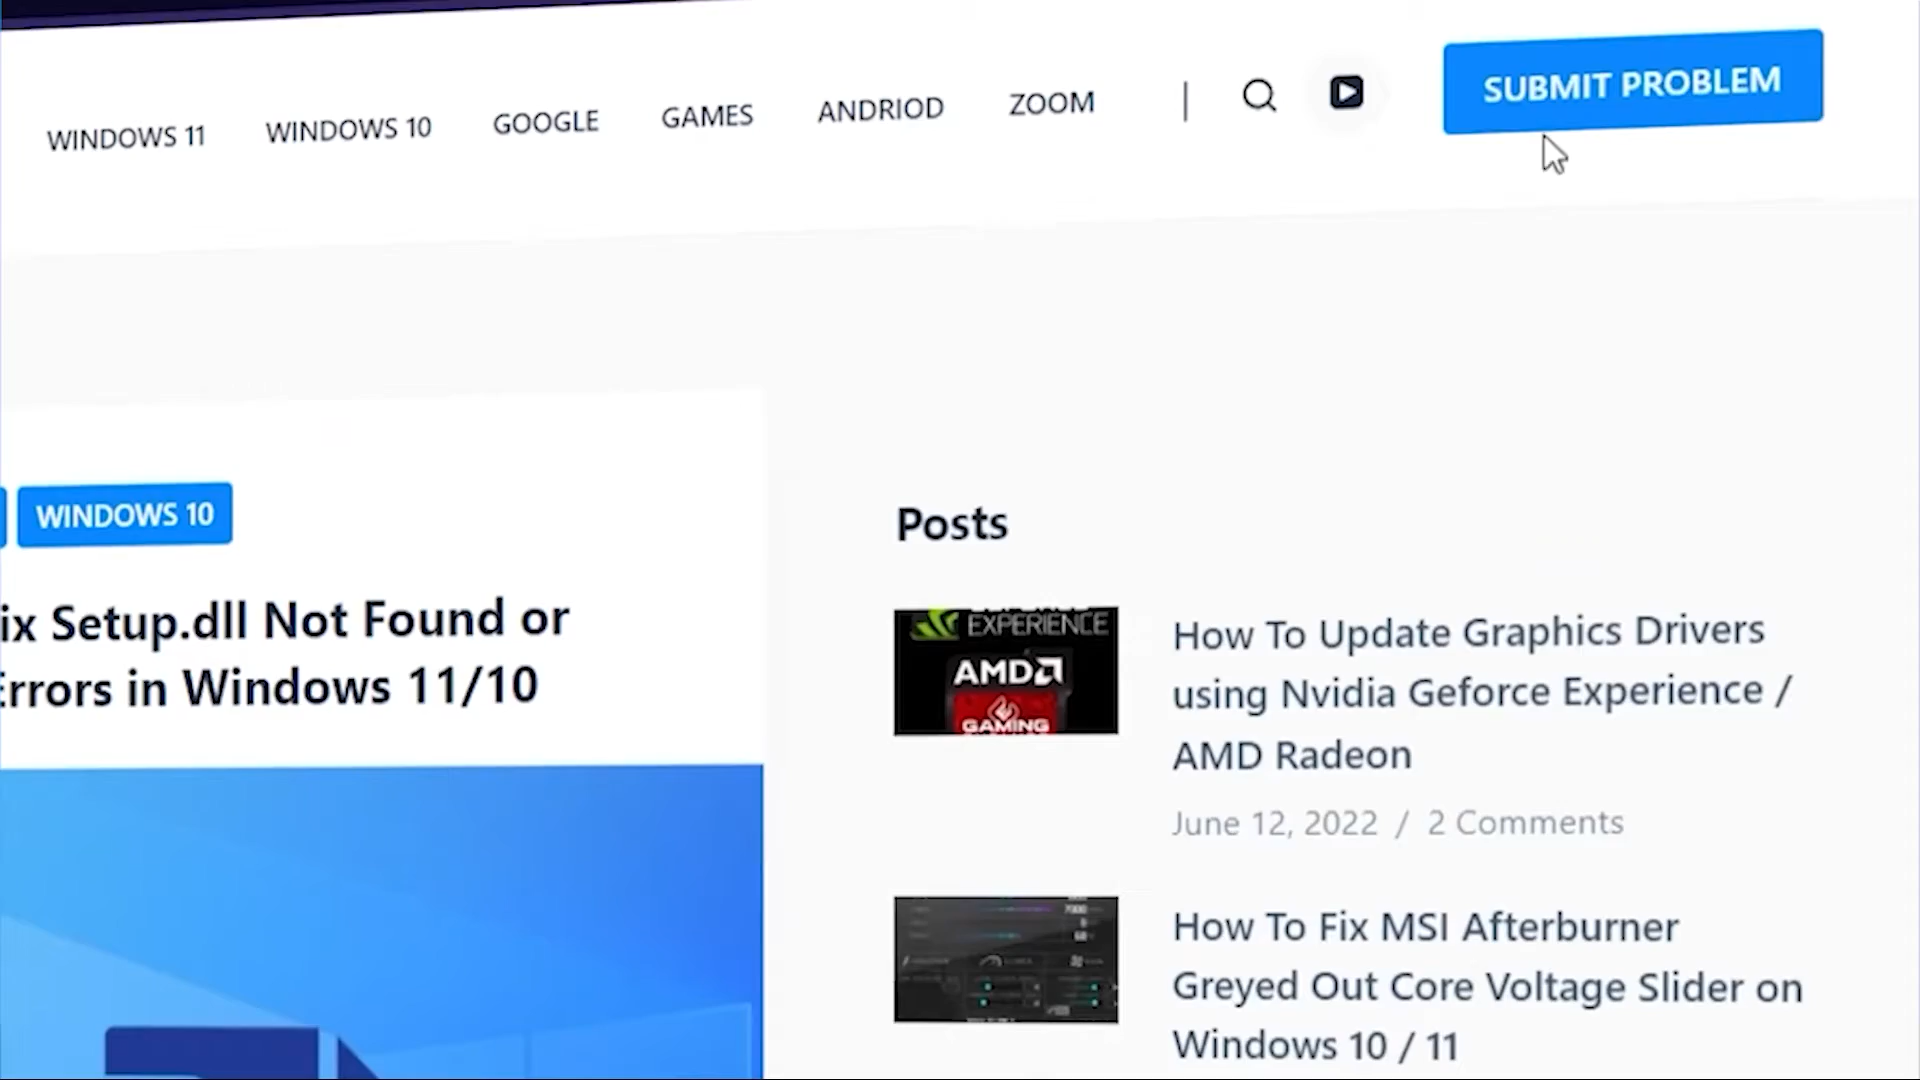 WINDOWS 11 WINDOWS 10 GOOGLE GAMES ANDRIOD ZOOM SUBMIT PROBLEM
WINDOWS 10
ix Setup.dll Not Found or
Errors in Windows 11/10
Posts
EXPERIENCE
AMD
GAMING
How To Update Graphics Drivers
using Nvidia Geforce Experience /
AMD Radeon
June 12, 2022 / 2 Comments
How To Fix MSI Afterburner
Greyed Out Core Voltage Slider on
Windows 10 / 11